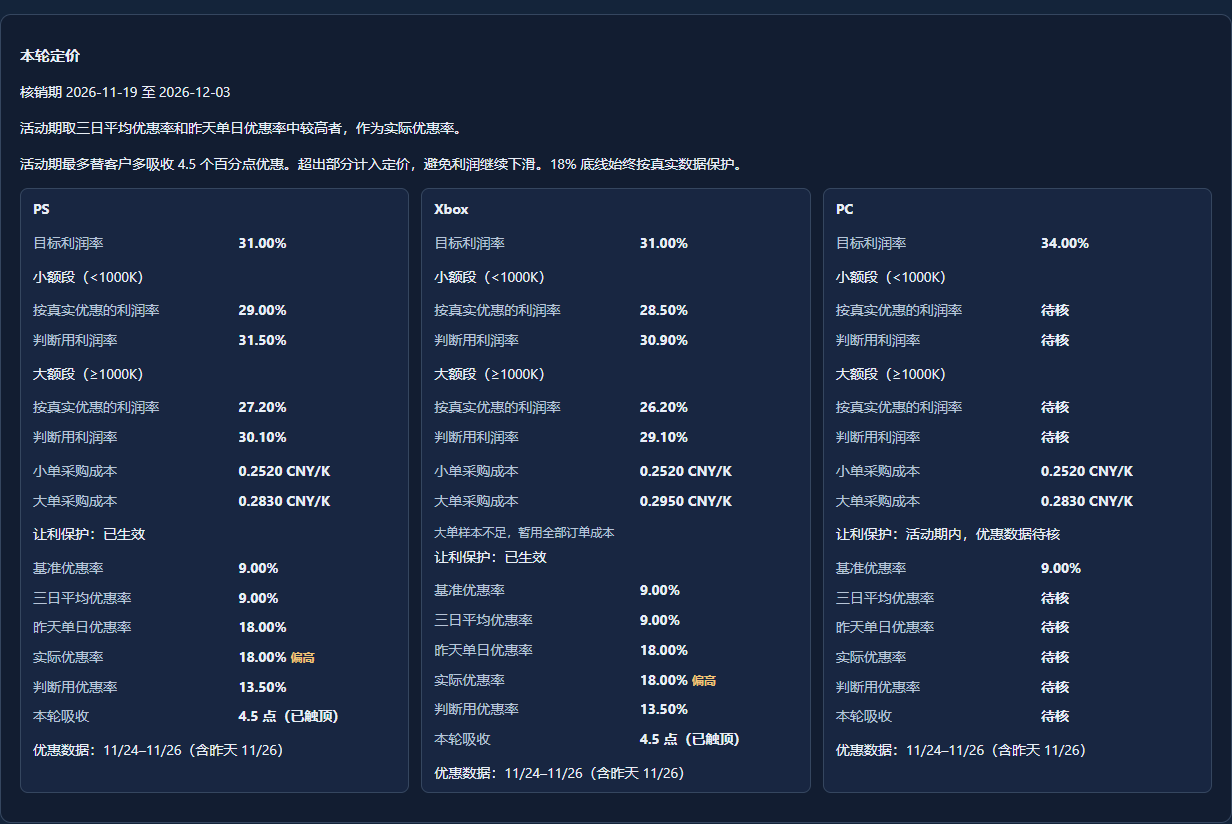 本轮定价
核销期 2026-11-19 至 2026-12-03
活动期取三日平均优惠率和昨天单日优惠率中较高者，作为实际优惠率。
活动期最多替客户多吸收 4.5 个百分点优惠。超出部分计入定价，避免利润继续下滑。18% 底线始终按真实数据保护。
PS
目标利润率 31.00%
小额段（<1000K）
按真实优惠的利润率 29.00%
判断用利润率 31.50%
大额段（≥1000K）
按真实优惠的利润率 27.20%
判断用利润率 30.10%
小单采购成本 0.2520 CNY/K
大单采购成本 0.2830 CNY/K
让利保护：已生效
基准优惠率 9.00%
三日平均优惠率 9.00%
昨天单日优惠率 18.00%
实际优惠率 18.00% 偏高
判断用优惠率 13.50%
本轮吸收 4.5 点（已触顶）
优惠数据：11/24–11/26（含昨天 11/26）
Xbox
目标利润率 31.00%
小额段（<1000K）
按真实优惠的利润率 28.50%
判断用利润率 30.90%
大额段（≥1000K）
按真实优惠的利润率 26.20%
判断用利润率 29.10%
小单采购成本 0.2520 CNY/K
大单采购成本 0.2950 CNY/K
大单样本不足，暂用全部订单成本
让利保护：已生效
基准优惠率 9.00%
三日平均优惠率 9.00%
昨天单日优惠率 18.00%
实际优惠率 18.00% 偏高
判断用优惠率 13.50%
本轮吸收 4.5 点（已触顶）
优惠数据：11/24–11/26（含昨天 11/26）
PC
目标利润率 34.00%
小额段（<1000K）
按真实优惠的利润率 待核
判断用利润率 待核
大额段（≥1000K）
按真实优惠的利润率 待核
判断用利润率 待核
小单采购成本 0.2520 CNY/K
大单采购成本 0.2830 CNY/K
让利保护：活动期内，优惠数据待核
基准优惠率 9.00%
三日平均优惠率 待核
昨天单日优惠率 待核
实际优惠率 待核
判断用优惠率 待核
本轮吸收 待核
优惠数据：11/24–11/26（含昨天 11/26）